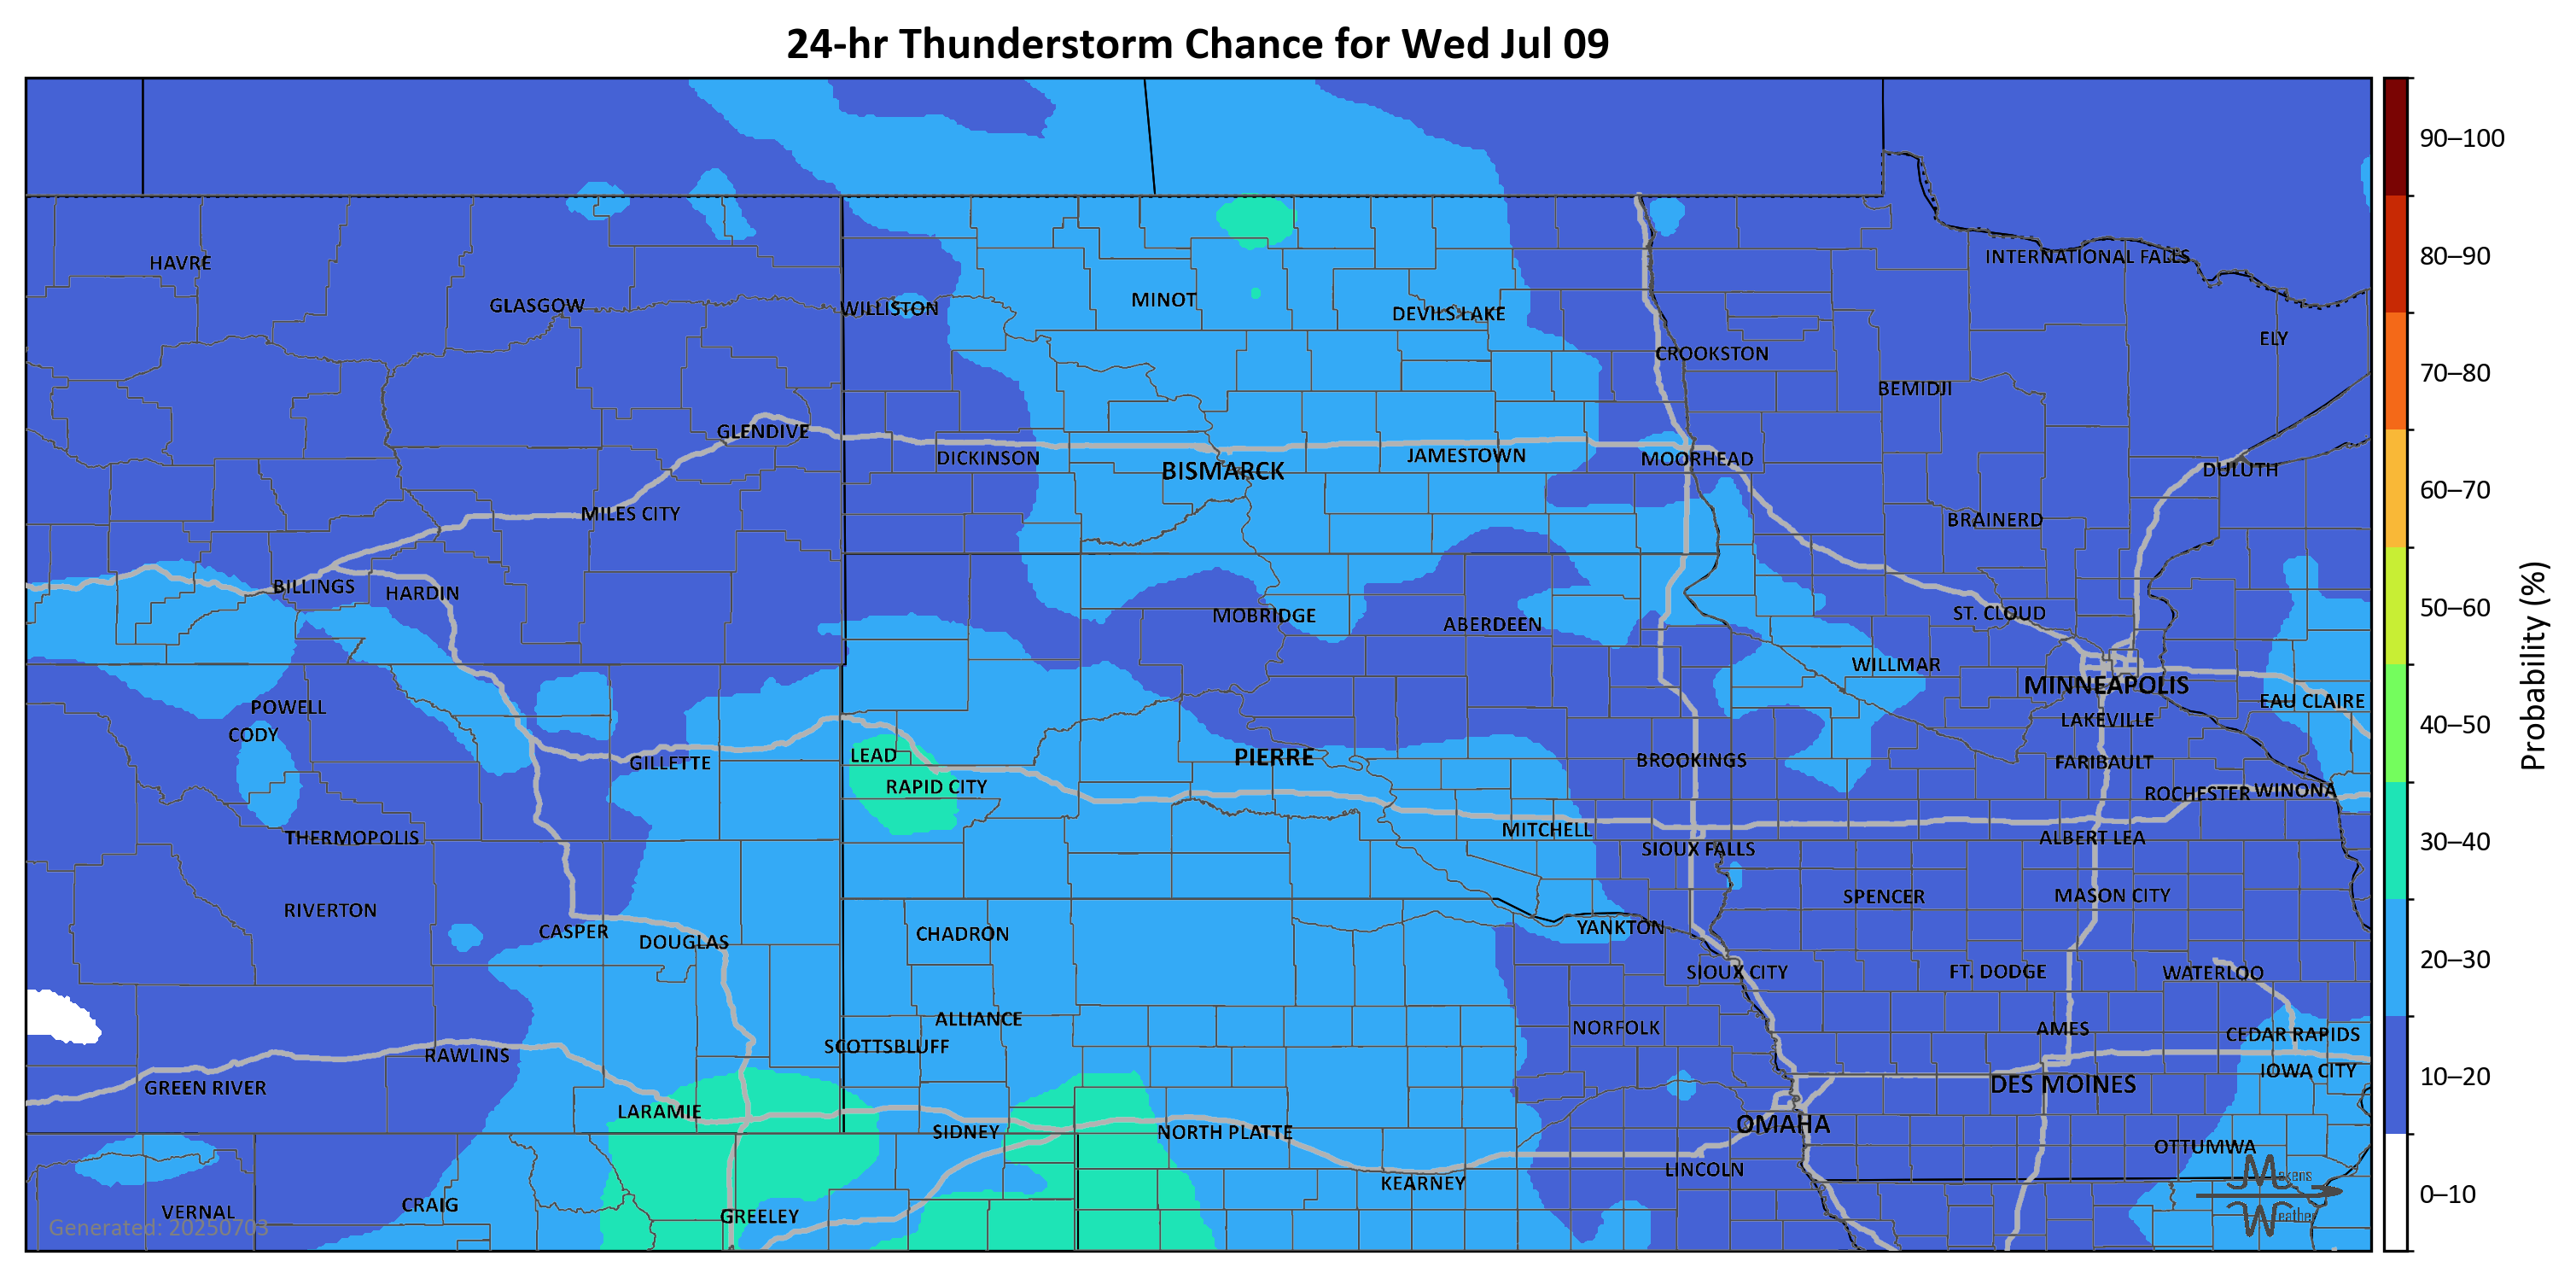 24-hr Thunderstorm Chance for Wed Jul 09
90–100
80–90
70–80
60–70
50–60
40–50
30–40
20–30
10–20
0–10
Probability (%)
HAVRE
GLASGOW
WILLISTON
MINOT
DEVILS LAKE
INTERNATIONAL FALLS
ELY
CROOKSTON
BEMIDJI
GLENDIVE
DICKINSON
BISMARCK
JAMESTOWN
MOORHEAD
DULUTH
MILES CITY
BRAINERD
BILLINGS
HARDIN
MOBRIDGE
ABERDEEN
ST. CLOUD
WILLMAR
MINNEAPOLIS
EAU CLAIRE
POWELL
CODY
LAKEVILLE
LEAD
GILLETTE
RAPID CITY
PIERRE
BROOKINGS
FARIBAULT
ROCHESTER
WINONA
THERMOPOLIS
MITCHELL
ALBERT LEA
SIOUX FALLS
RIVERTON
SPENCER
MASON CITY
CASPER
DOUGLAS
CHADRON
YANKTON
SIOUX CITY
FT. DODGE
WATERLOO
ALLIANCE
NORFOLK
AMES
CEDAR RAPIDS
RAWLINS
SCOTTSBLUFF
IOWA CITY
GREEN RIVER
DES MOINES
LARAMIE
SIDNEY
NORTH PLATTE
OMAHA
OTTUMWA
LINCOLN
KEARNEY
VERNAL
CRAIG
GREELEY
Generated: 20250703
Makens
Weather